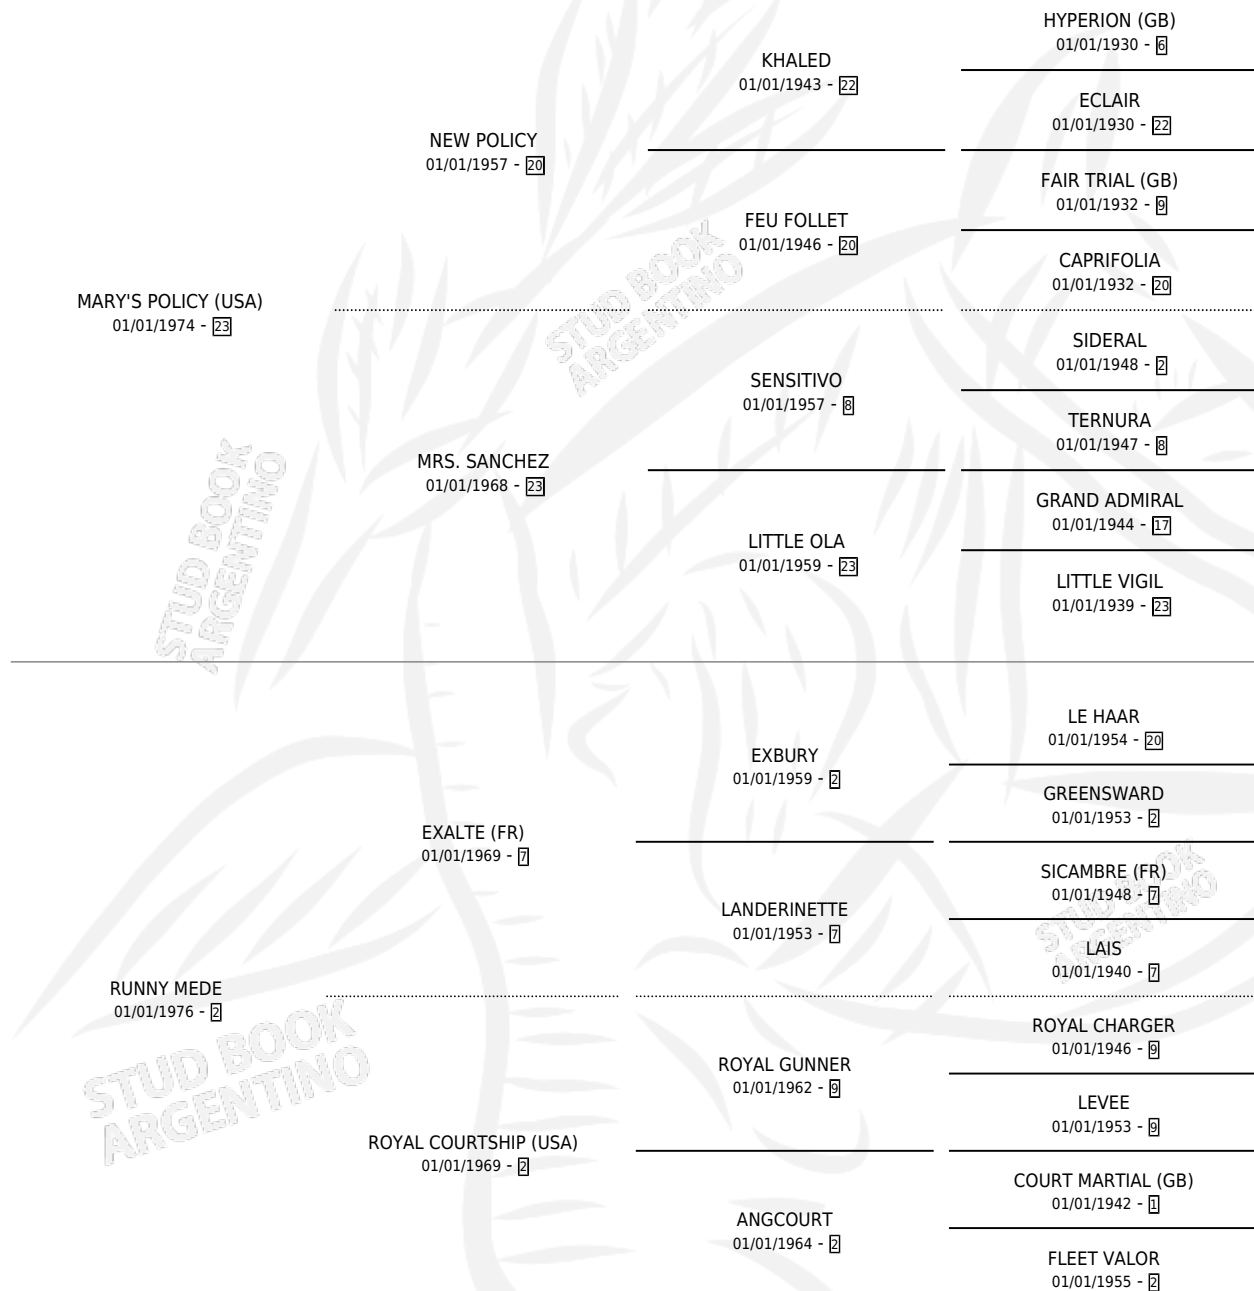 HYPERION (GB)
01/01/1930 - 6
KHALED
01/01/1943 - 22
ECLAIR
01/01/1930 - 22
NEW POLICY
01/01/1957 - 20
FAIR TRIAL (GB)
01/01/1932 - 9
FEU FOLLET
01/01/1946 - 20
CAPRIFOLIA
01/01/1932 - 20
MARY'S POLICY (USA)
01/01/1974 - 23
SIDERAL
01/01/1948 - 2
SENSITIVO
01/01/1957 - 8
TERNURA
01/01/1947 - 8
MRS. SANCHEZ
01/01/1968 - 23
GRAND ADMIRAL
01/01/1944 - 17
LITTLE OLA
01/01/1959 - 23
LITTLE VIGIL
01/01/1939 - 23
LE HAAR
01/01/1954 - 20
EXBURY
01/01/1959 - 2
GREENSWARD
01/01/1953 - 2
EXALTE (FR)
01/01/1969 - 7
SICAMBRE (FR)
01/01/1948 - 7
LANDERINETTE
01/01/1953 - 7
LAIS
01/01/1940 - 7
RUNNY MEDE
01/01/1976 - 2
ROYAL CHARGER
01/01/1946 - 9
ROYAL GUNNER
01/01/1962 - 9
LEVEE
01/01/1953 - 9
ROYAL COURTSHIP (USA)
01/01/1969 - 2
COURT MARTIAL (GB)
01/01/1942 - 1
ANGCOURT
01/01/1964 - 2
FLEET VALOR
01/01/1955 - 2
STUD BOOK
ARGENTINO
STUD BOOK
ARGENTINO
STUD BOOK
ARGENTINO
STUD BOOK
ARGENTINO